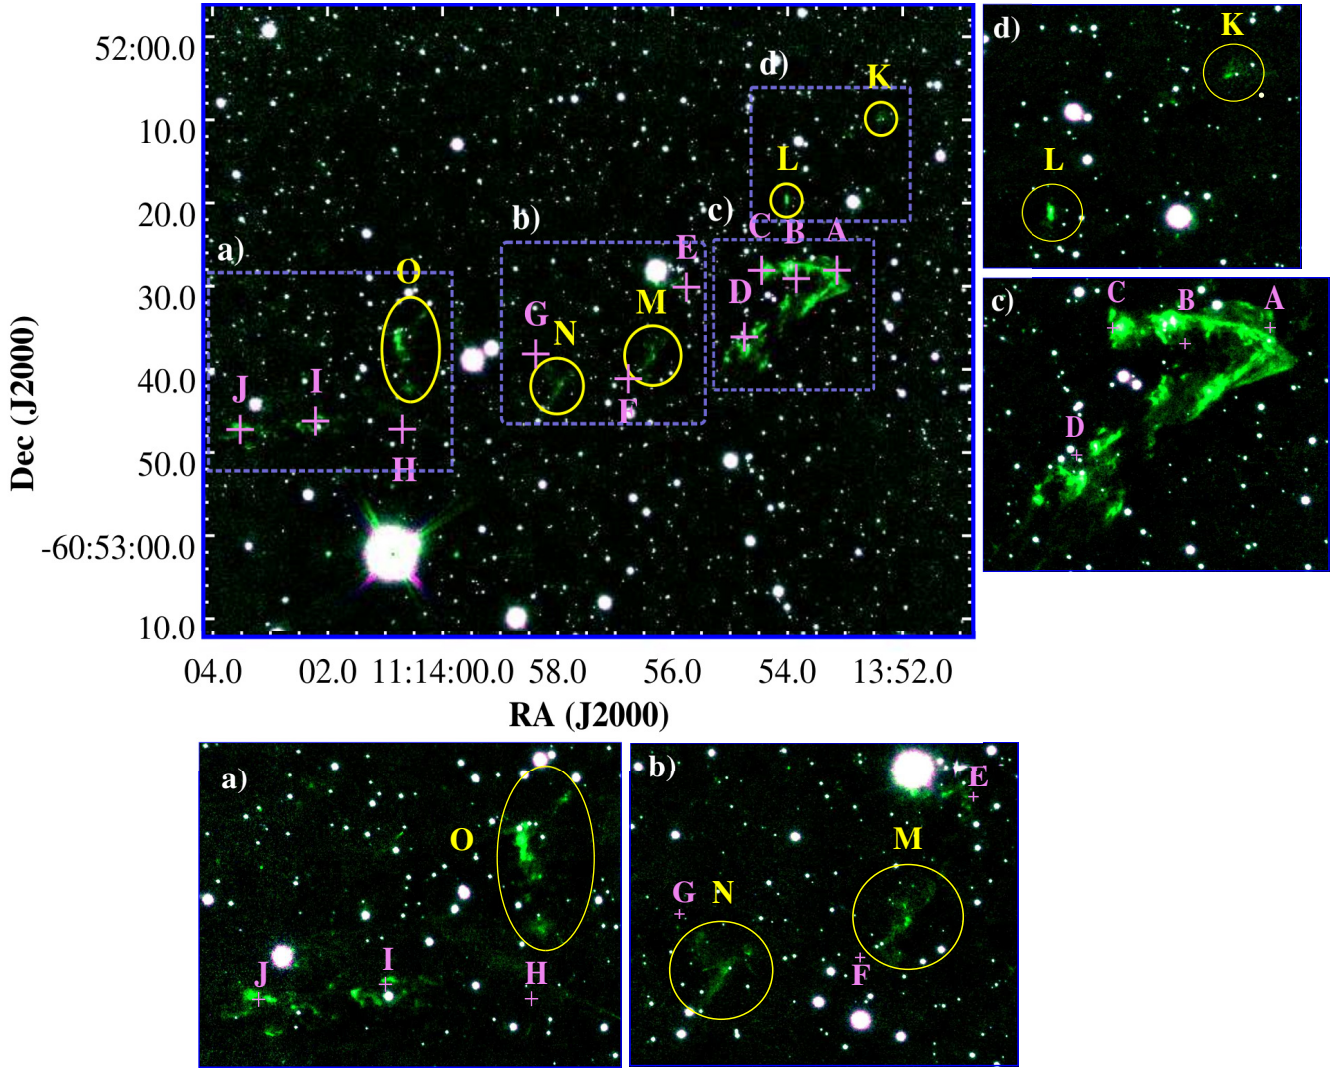 52:00.0
10.0
20.0
30.0
40.0
50.0
-60:53:00.0
10.0
Dec (J2000)
04.0 02.0 11:14:00.0 58.0 56.0 54.0 13:52.0
RA (J2000)
d)
K
L
c)
C B A
D
b)
E
M
G
N
F
a)
O
J
I
H
d)
K
L
c)
C B A
D
a)
O
J
I
H
b)
E
M
G N
F